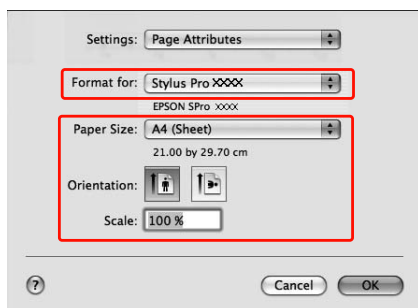 Settings: Page Attributes
Format for: Stylus Pro XXXX
EPSON SPro XXXX
Paper Size: A4 (Sheet)
21.00 by 29.70 cm
Orientation:
Scale: 100 %
? Cancel OK